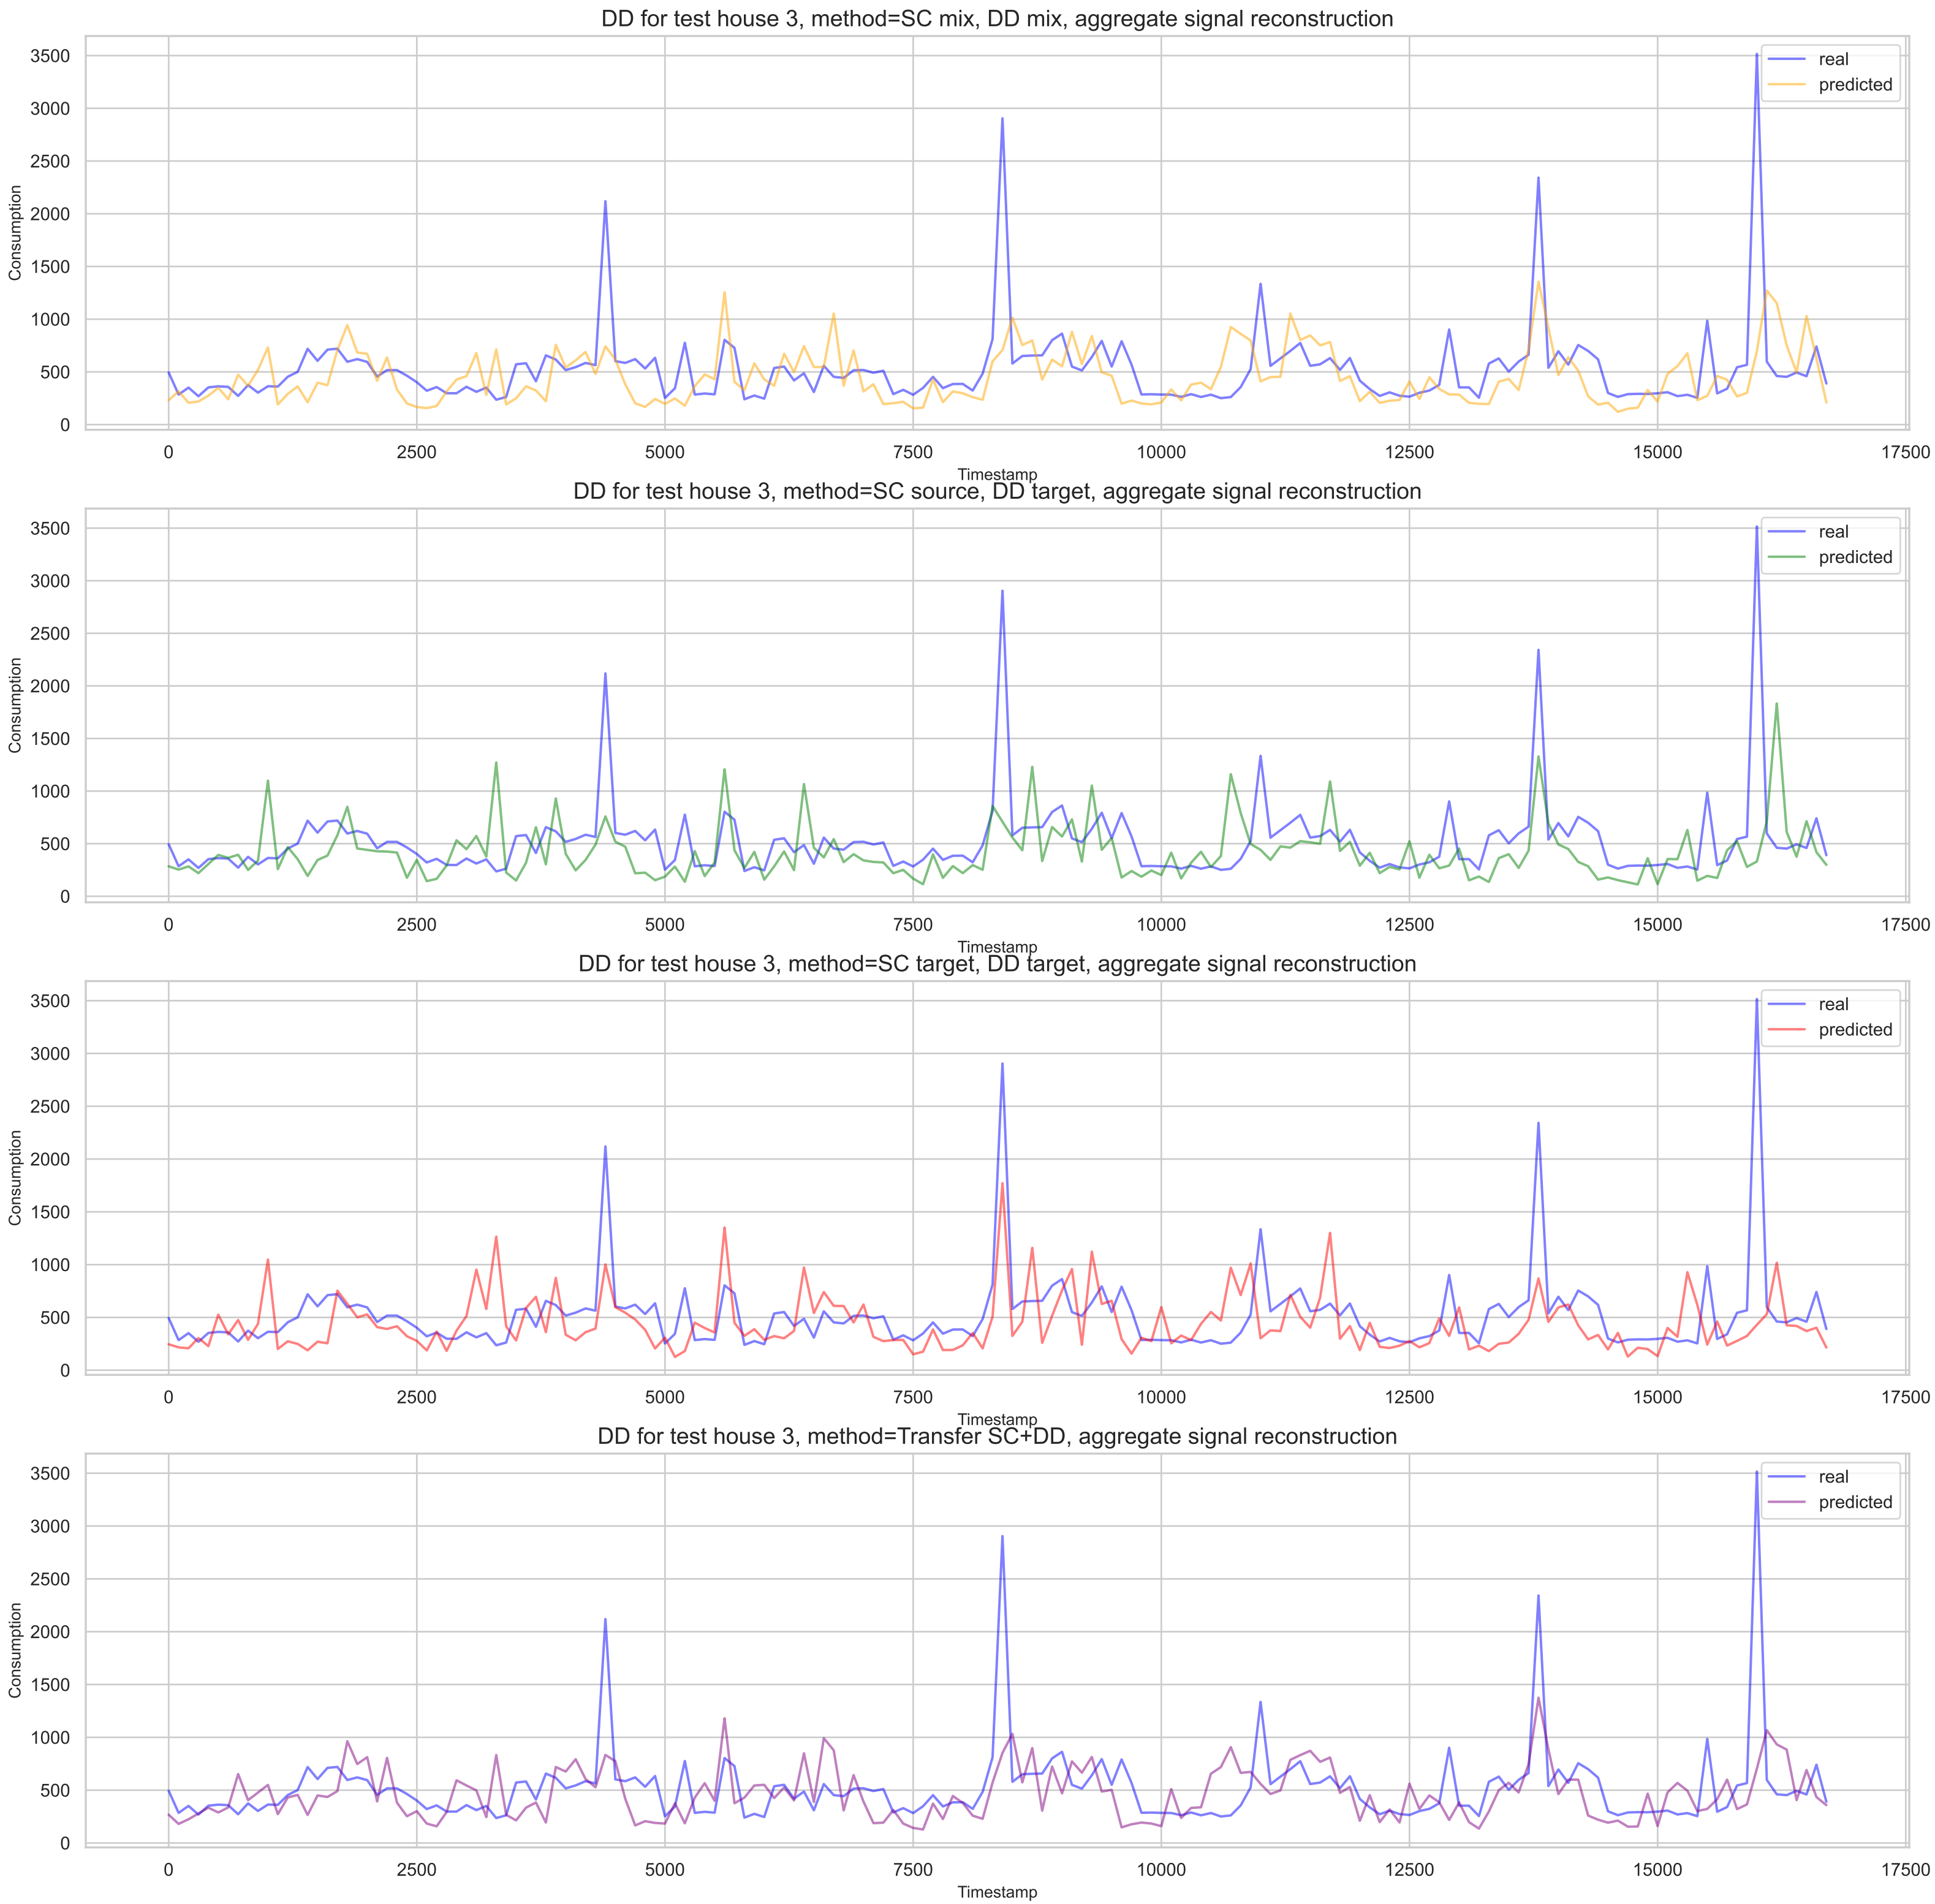 DD for test house 3, method=SC mix, DD mix, aggregate signal reconstruction
real
predicted
3500
3000
2500
2000
1500
1000
500
0
Consumption
0 2500 5000 7500 10000 12500 15000 17500
Timestamp
DD for test house 3, method=SC source, DD target, aggregate signal reconstruction
real
predicted
3500
3000
2500
2000
1500
1000
500
0
Consumption
0 2500 5000 7500 10000 12500 15000 17500
Timestamp
DD for test house 3, method=SC target, DD target, aggregate signal reconstruction
real
predicted
3500
3000
2500
2000
1500
1000
500
0
Consumption
0 2500 5000 7500 10000 12500 15000 17500
Timestamp
DD for test house 3, method=Transfer SC+DD, aggregate signal reconstruction
real
predicted
3500
3000
2500
2000
1500
1000
500
0
Consumption
0 2500 5000 7500 10000 12500 15000 17500
Timestamp